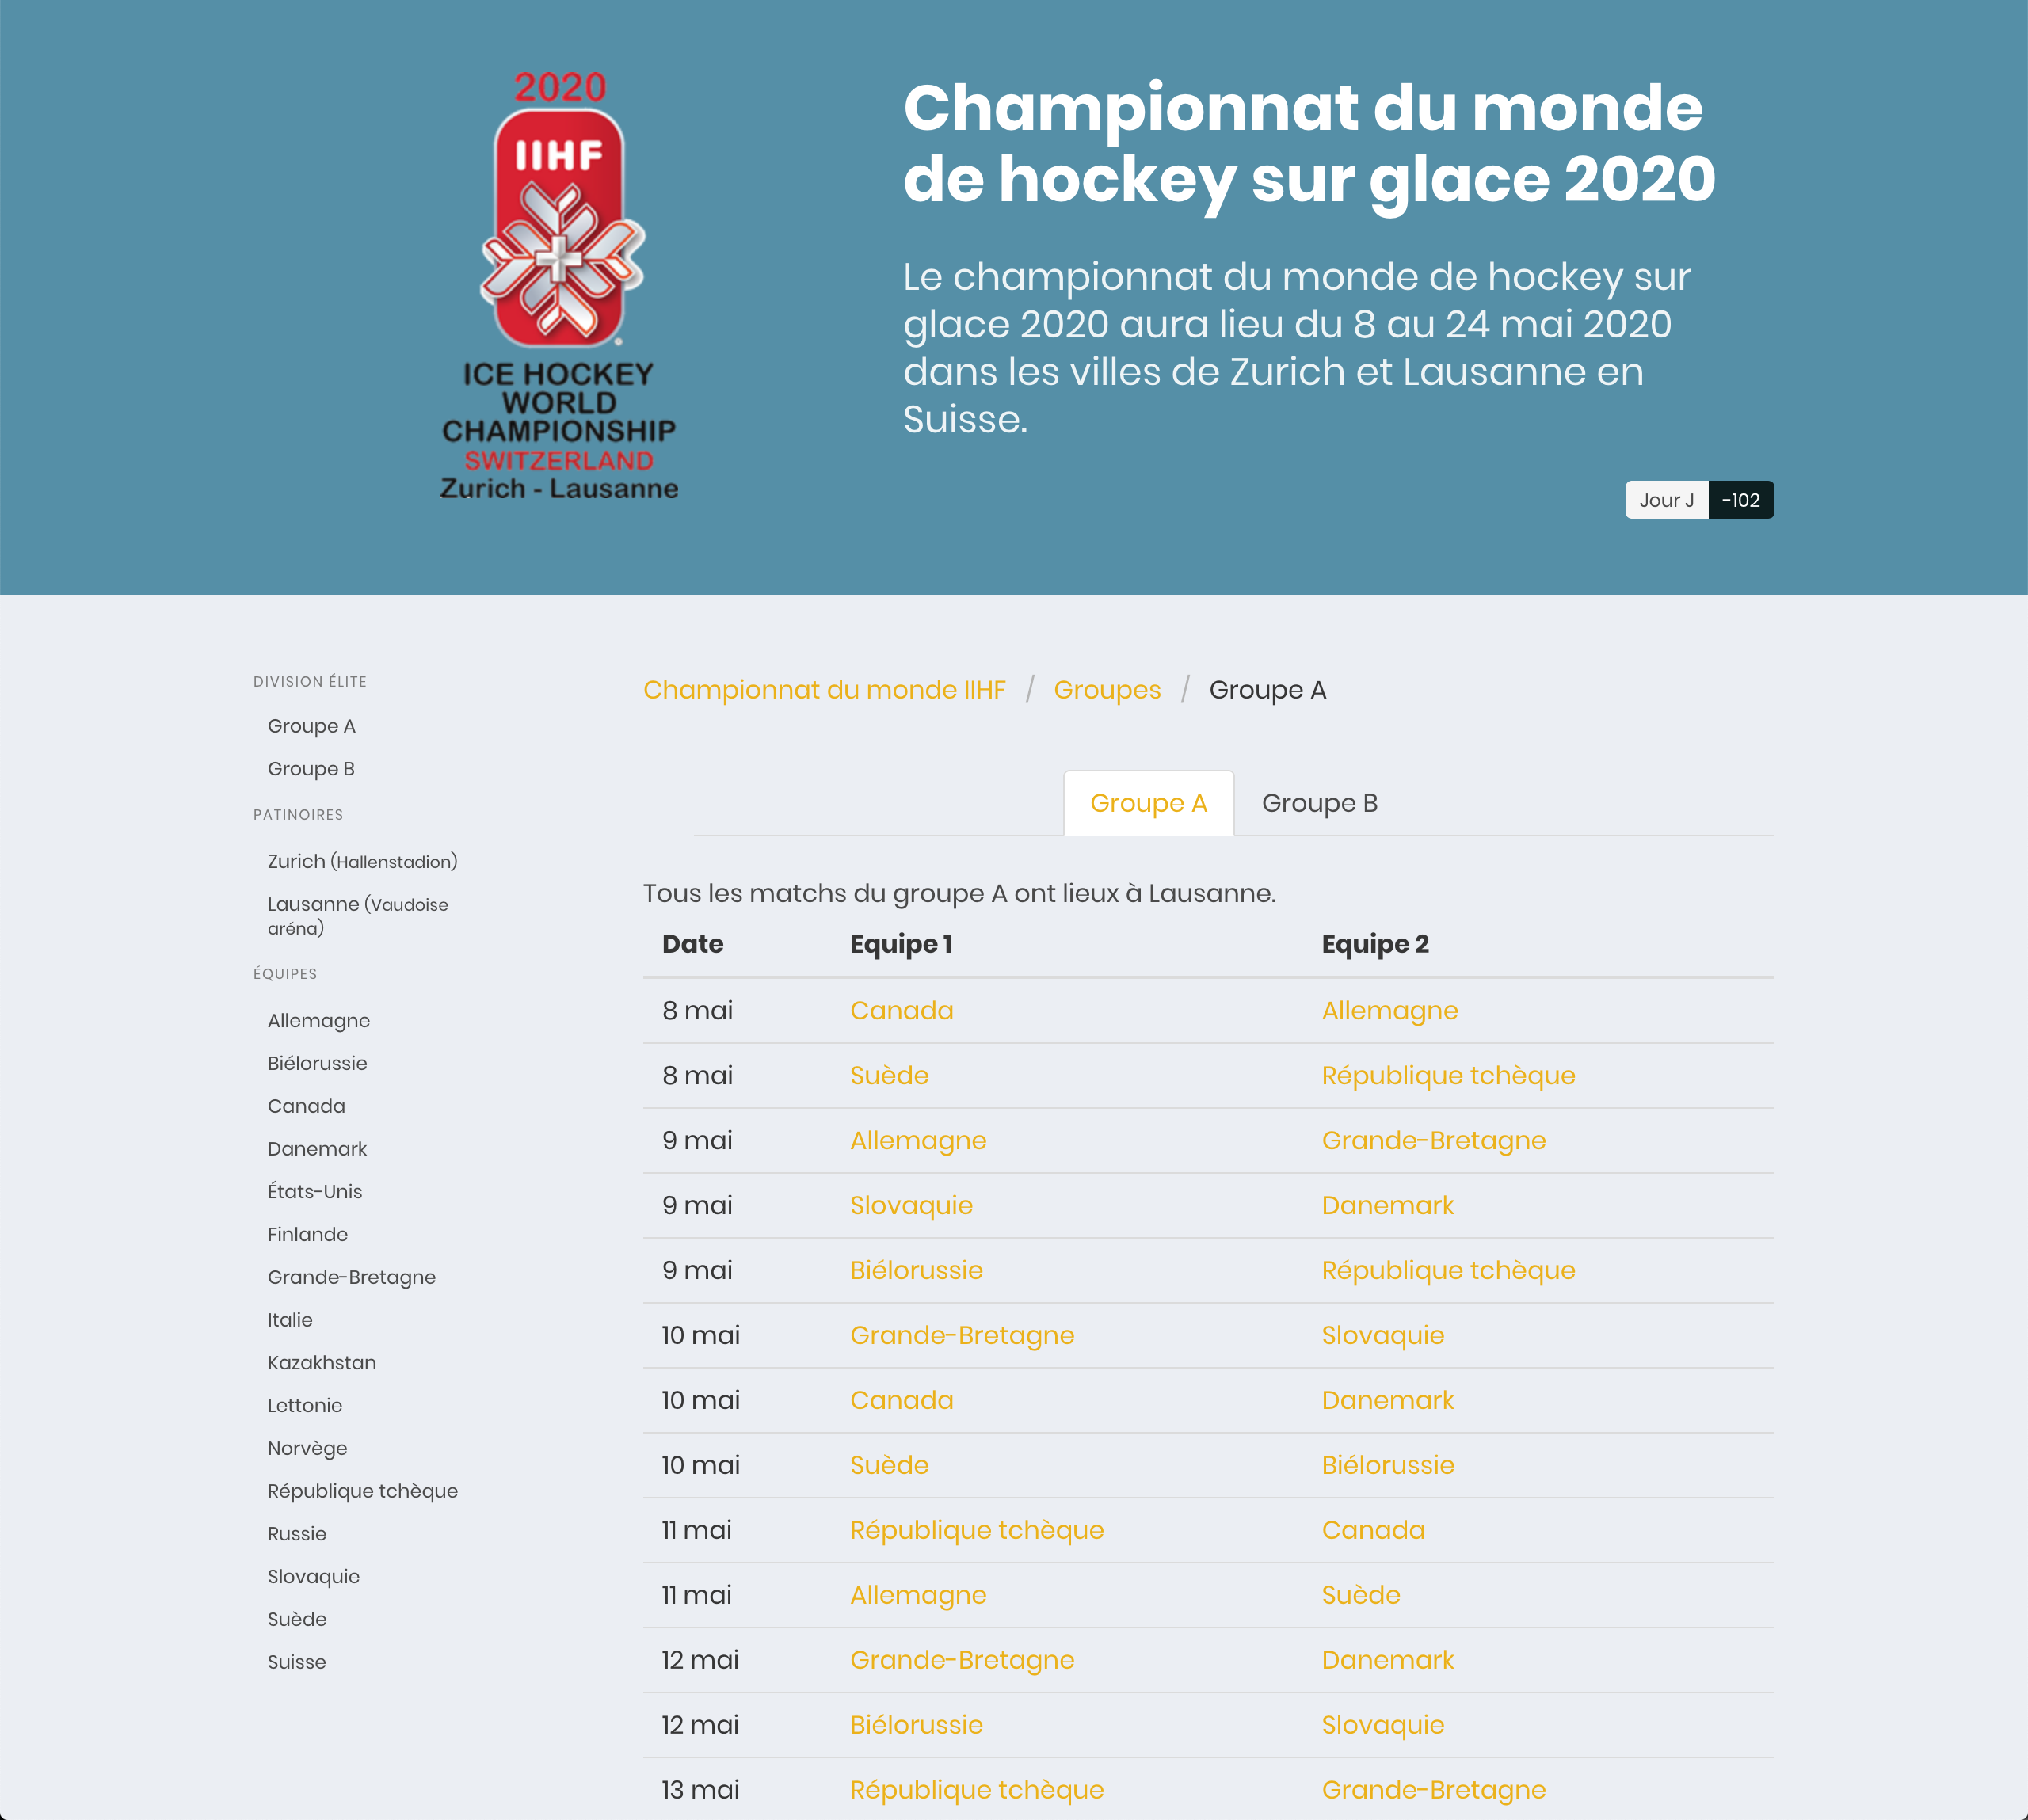 2020
IIHF
ICE HOCKEY
WORLD
CHAMPIONSHIP
SWITZERLAND
Zurich - Lausanne
Championnat du monde
de hockey sur glace 2020
Le championnat du monde de hockey sur
glace 2020 aura lieu du 8 au 24 mai 2020
dans les villes de Zurich et Lausanne en
Suisse.
Jour J -102
DIVISION ÉLITE
Groupe A
Groupe B
PATINOIRES
Zurich (Hallenstadion)
Lausanne (Vaudoise
aréna)
ÉQUIPES
Allemagne
Biélorussie
Canada
Danemark
États-Unis
Finlande
Grande-Bretagne
Italie
Kazakhstan
Lettonie
Norvège
République tchèque
Russie
Slovaquie
Suède
Suisse
Championnat du monde IIHF / Groupes / Groupe A
Groupe A Groupe B
Tous les matchs du groupe A ont lieux à Lausanne.
Date Equipe 1 Equipe 2
8 mai Canada Allemagne
8 mai Suède République tchèque
9 mai Allemagne Grande-Bretagne
9 mai Slovaquie Danemark
9 mai Biélorussie République tchèque
10 mai Grande-Bretagne Slovaquie
10 mai Canada Danemark
10 mai Suède Biélorussie
11 mai République tchèque Canada
11 mai Allemagne Suède
12 mai Grande-Bretagne Danemark
12 mai Biélorussie Slovaquie
13 mai République tchèque Grande-Bretagne